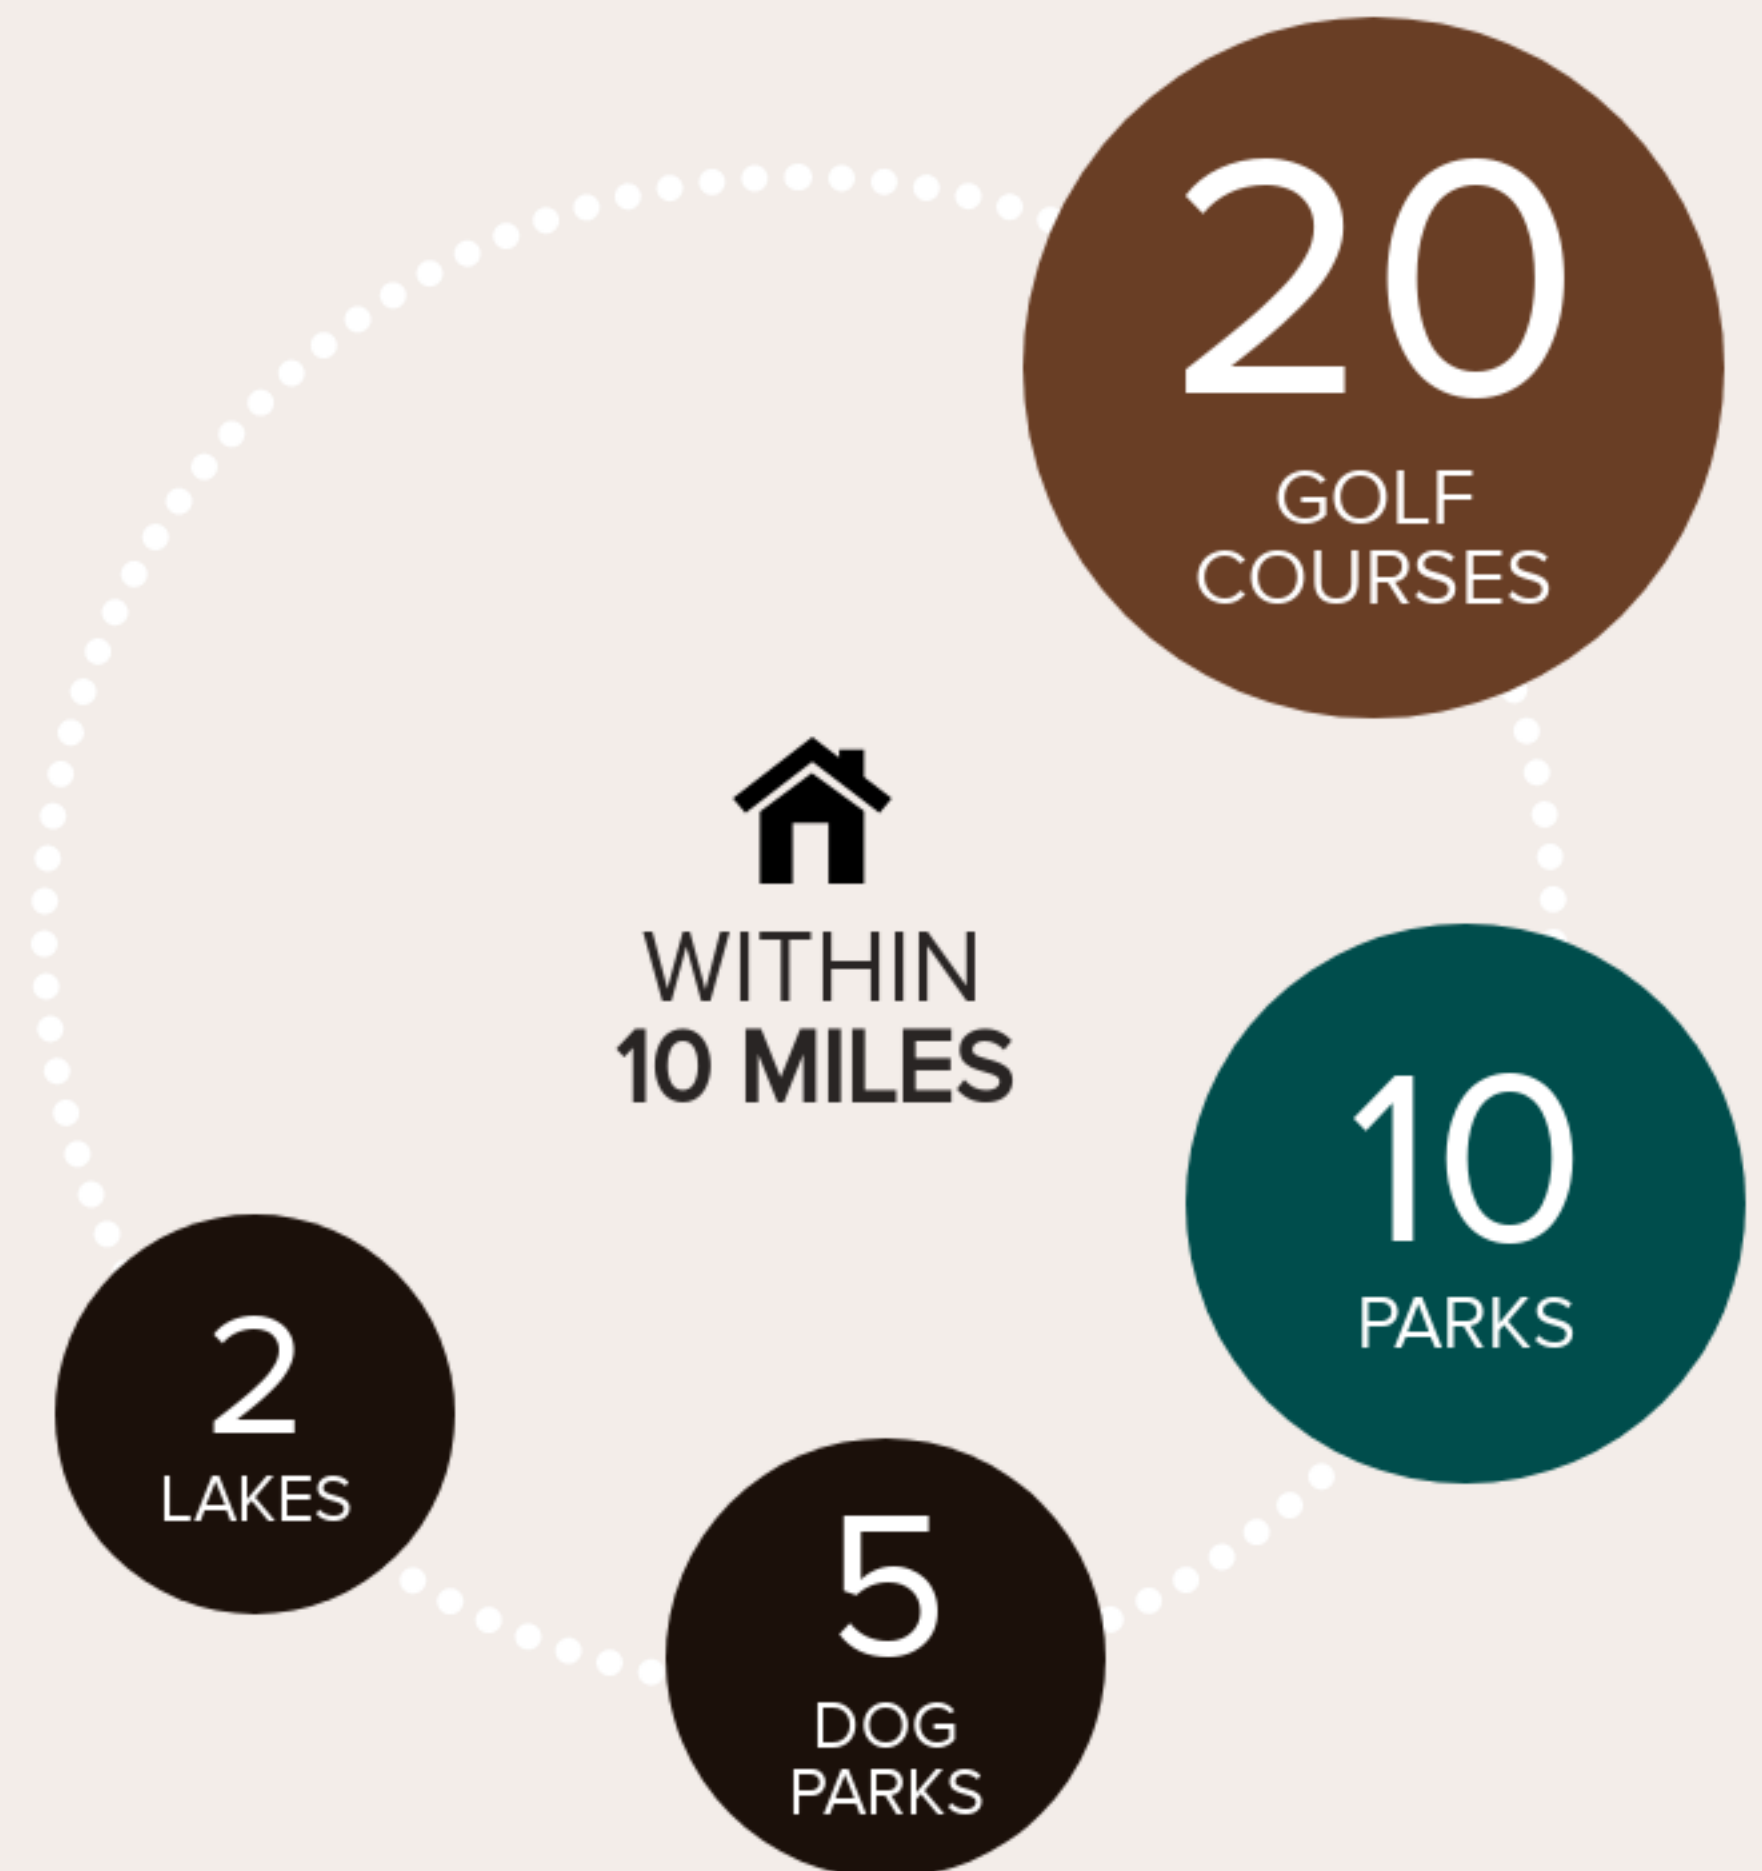 20
GOLF
COURSES
WITHIN
10 MILES
10
PARKS
2
LAKES
5
DOG
PARKS